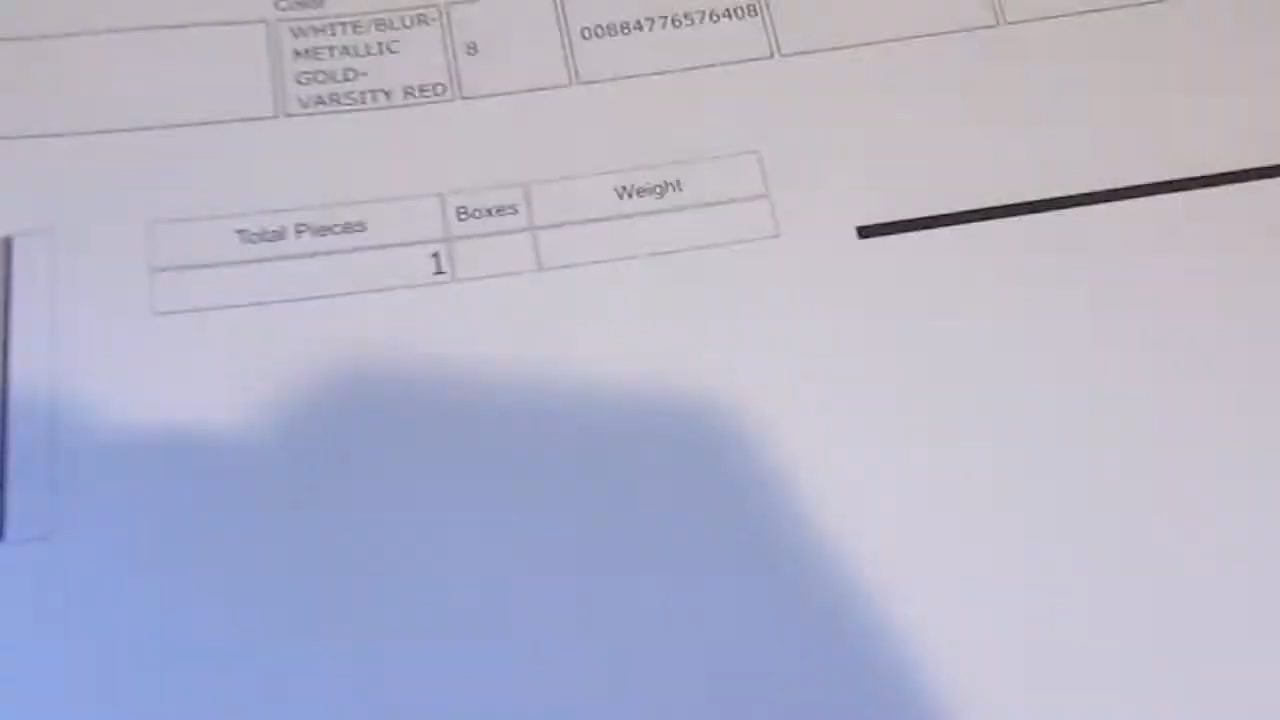 Color
WHITE/BLUR-
METALLIC
GOLD-
VARSITY RED
8
00884776576408
Total Pieces
Boxes
Weight
1